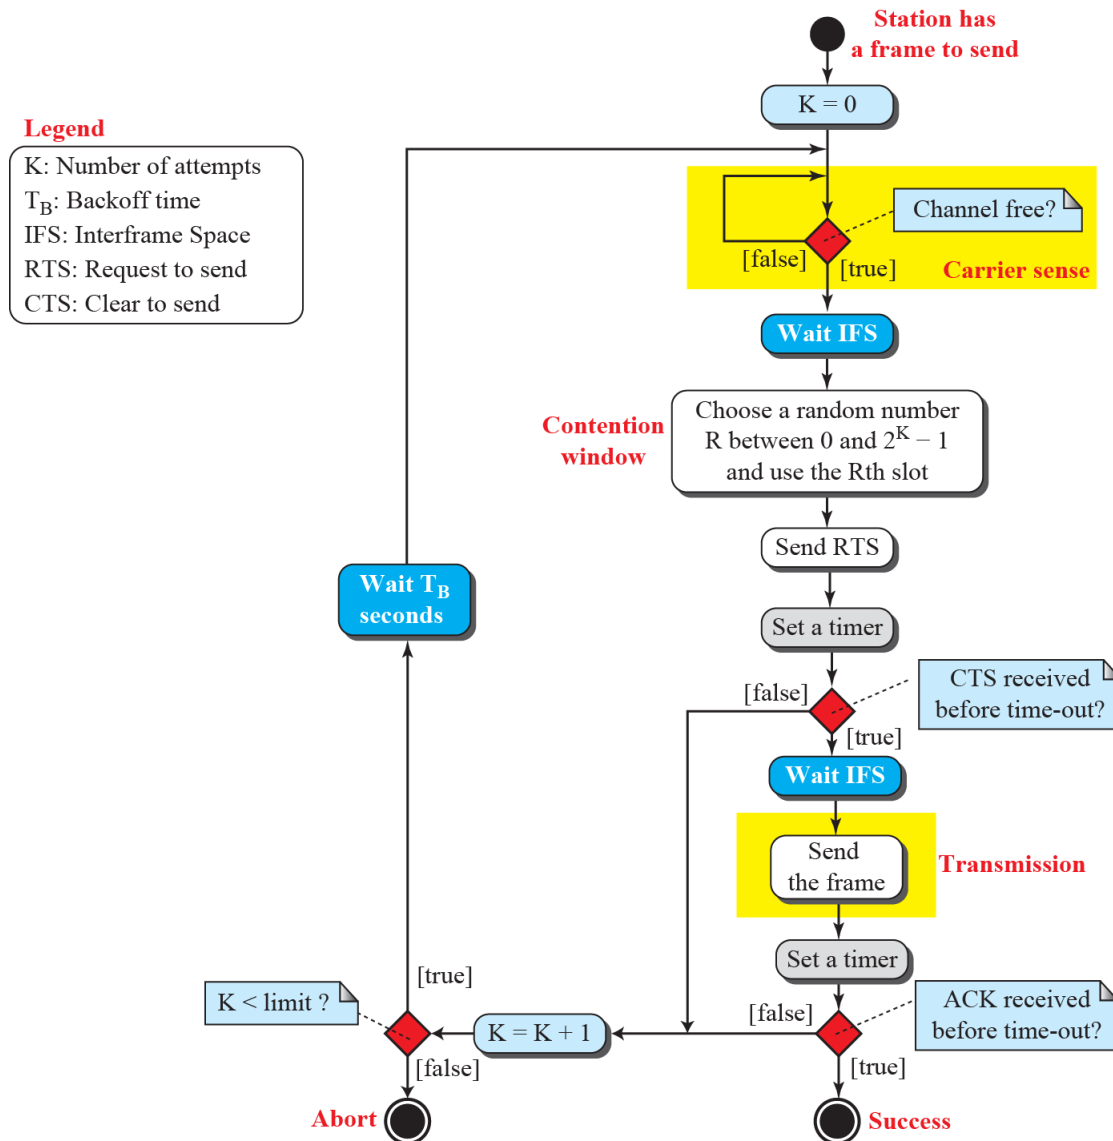 Station has
a frame to send
K = 0
Legend
K: Number of attempts
T_B: Backoff time
IFS: Interframe Space
RTS: Request to send
CTS: Clear to send
Channel free?
[false]
[true]
Carrier sense
Wait IFS
Contention
window
Choose a random number
R between 0 and 2^K − 1
and use the Rth slot
Send RTS
Wait T_B
seconds
Set a timer
CTS received
before time-out?
[false]
[true]
Wait IFS
Send
the frame
Transmission
Set a timer
ACK received
before time-out?
[false]
[true]
K = K + 1
K < limit ?
[true]
[false]
Abort
Success